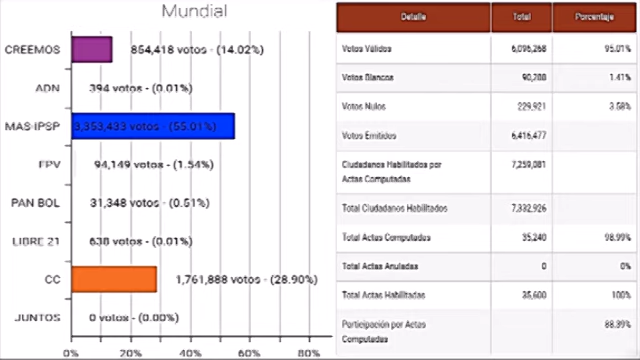 Mundial
CREEMOS 854,418 votos - (14.02%)
ADN 394 votos - (0.01%)
MAS-IPSP 3,353,433 votos - (55.01%)
FPV 94,149 votos - (1.54%)
PAN BOL 31,348 votos - (0.51%)
LIBRE 21 638 votos - (0.01%)
CC 1,761,888 votos - (28.90%)
JUNTOS 0 votos - (0.00%)
0% 20% 40% 60% 80%
Detalle Total Porcentaje
Votos Válidos 6,096,268 95.01%
Votos Blancos 90,288 1.41%
Votos Nulos 229,921 3.58%
Votos Emitidos 6,416,477
Ciudadanos Habilitados por
Actas Computadas 7,259,081
Total Ciudadanos Habilitados 7,332,926
Total Actas Computadas 35,240 98.99%
Total Actas Anuladas 0 0%
Total Actas Habilitadas 35,600 100%
Participación por Actas
Computadas 88.39%